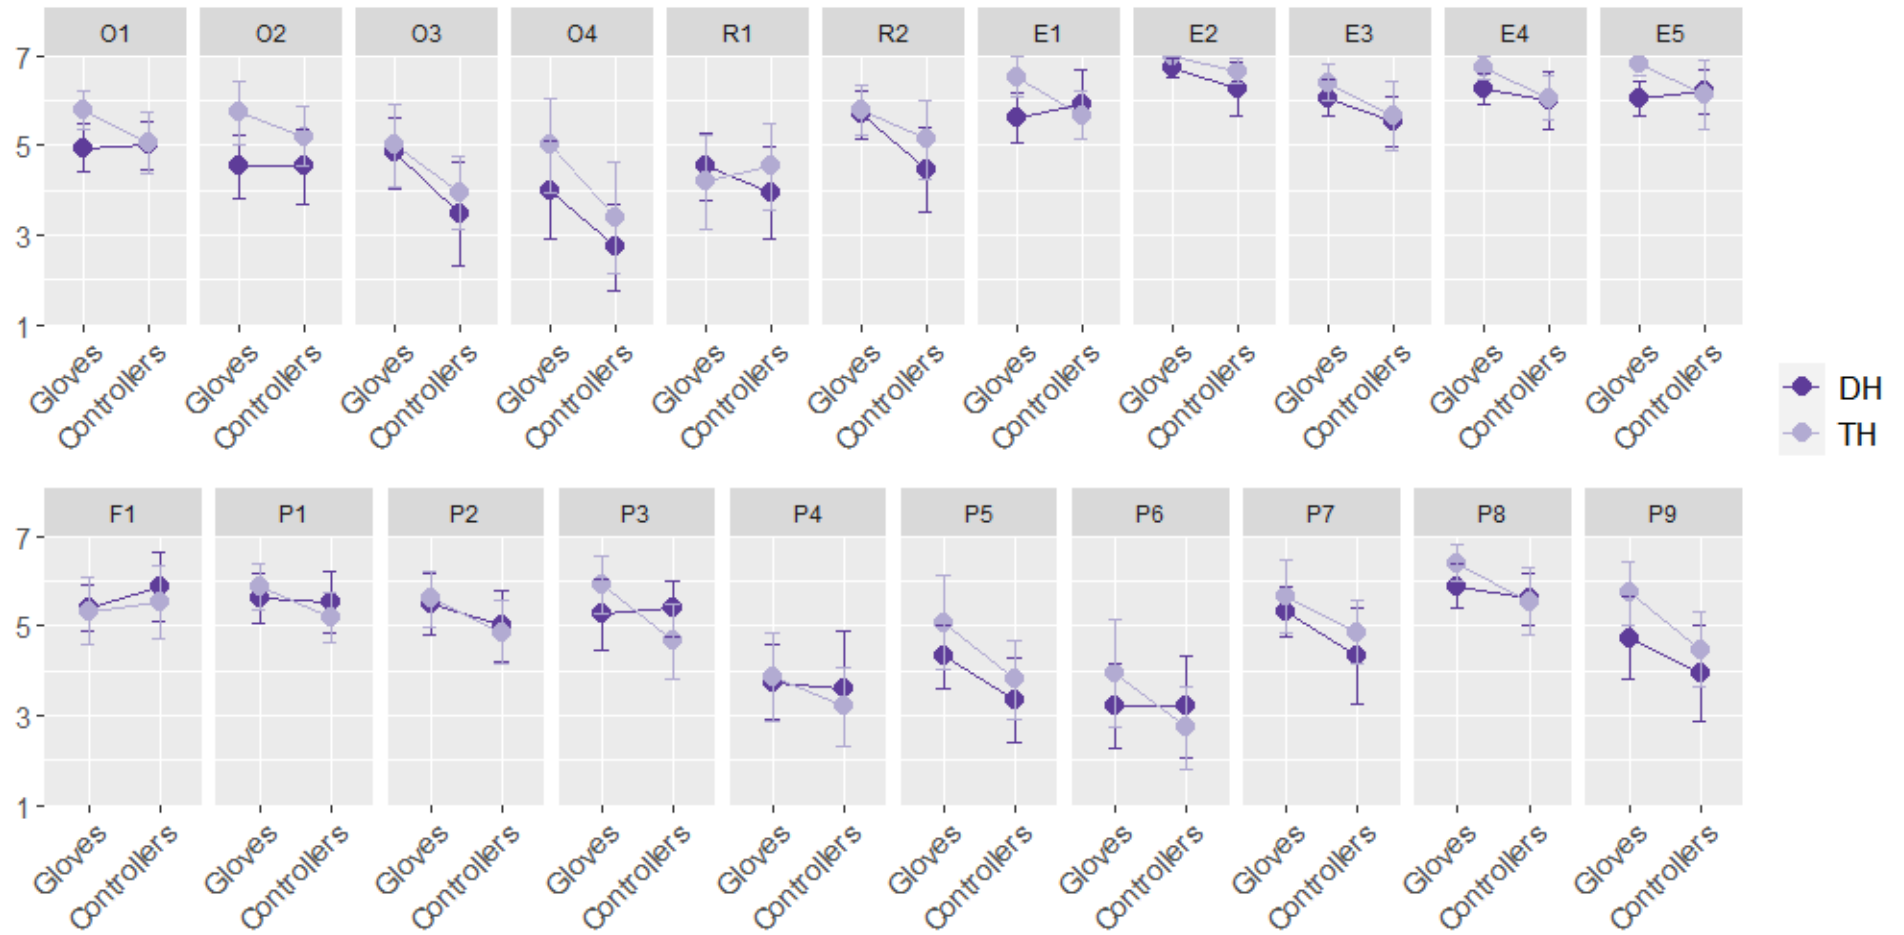 O1 O2 O3 O4 R1 R2 E1 E2 E3 E4 E5
7
5
3
1
Gloves Controllers Gloves Controllers Gloves Controllers Gloves Controllers Gloves Controllers Gloves Controllers Gloves Controllers Gloves Controllers Gloves Controllers Gloves Controllers Gloves Controllers
DH
TH
F1 P1 P2 P3 P4 P5 P6 P7 P8 P9
7
5
3
1
Gloves Controllers Gloves Controllers Gloves Controllers Gloves Controllers Gloves Controllers Gloves Controllers Gloves Controllers Gloves Controllers Gloves Controllers Gloves Controllers